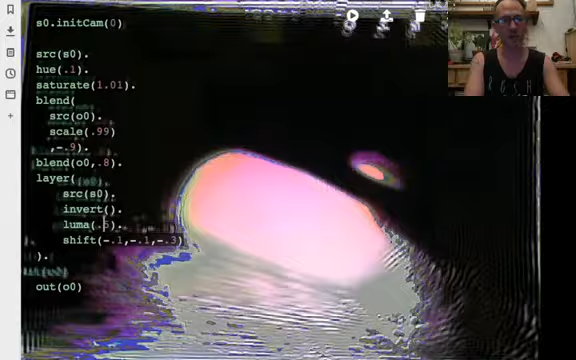 s0.initCam(0)
src(s0).
hue(.1).
saturate(1.01).
blend(
src(o0).
scale(.99)
,-.9).
blend(o0,.8).
layer(
src(s0).
invert().
luma(.6).
shift(-.1,-.1,-.3)
).
out(o0)